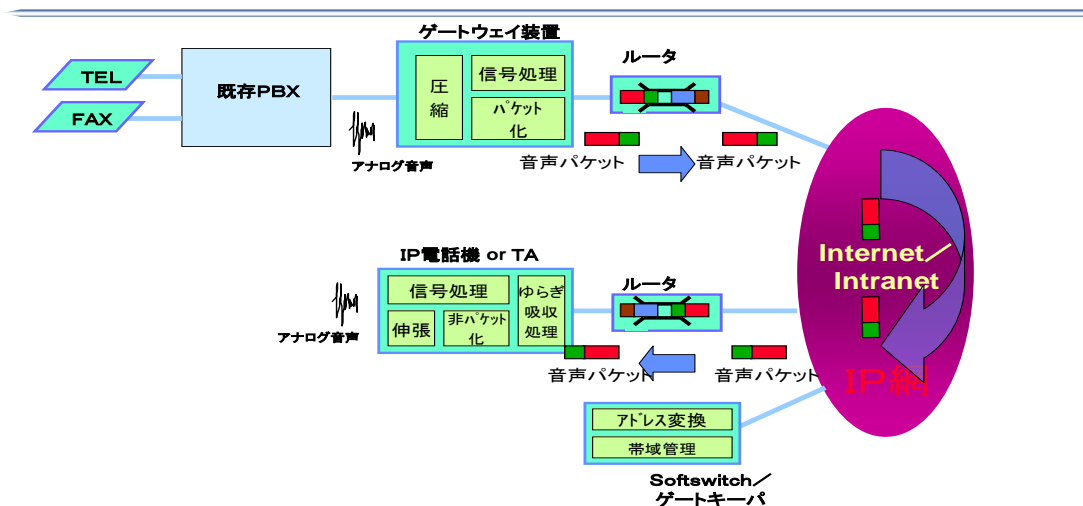 ゲートウェイ装置
ルータ
TEL
FAX
既存PBX
圧
縮
信号処理
パケット
化
アナログ音声
音声パケット
音声パケット
IP電話機 or TA
ルータ
信号処理
伸張
非パケット
化
ゆらぎ
吸収
処理
アナログ音声
音声パケット
音声パケット
Internet／
Intranet
IP網
アドレス変換
帯域管理
Softswitch／
ゲートキーパ